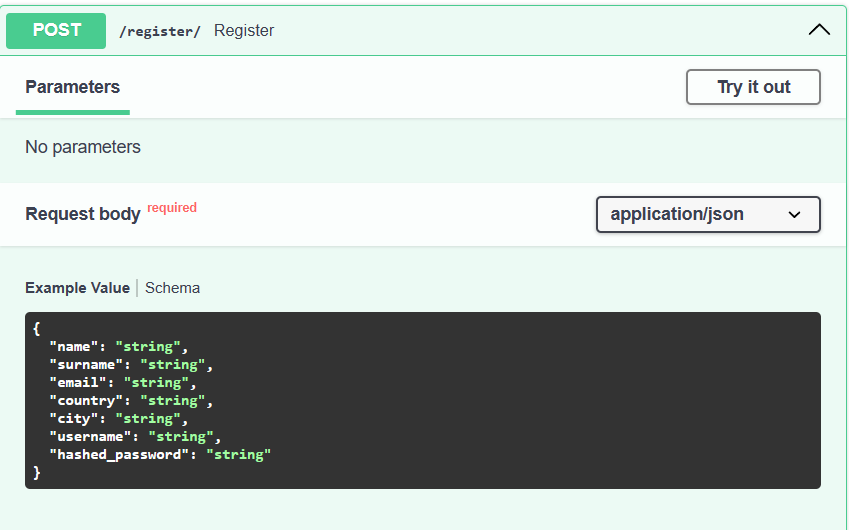 POST /register/ Register
Parameters
Try it out
No parameters
Request body required
application/json
Example Value | Schema
{
  "name": "string",
  "surname": "string",
  "email": "string",
  "country": "string",
  "city": "string",
  "username": "string",
  "hashed_password": "string"
}